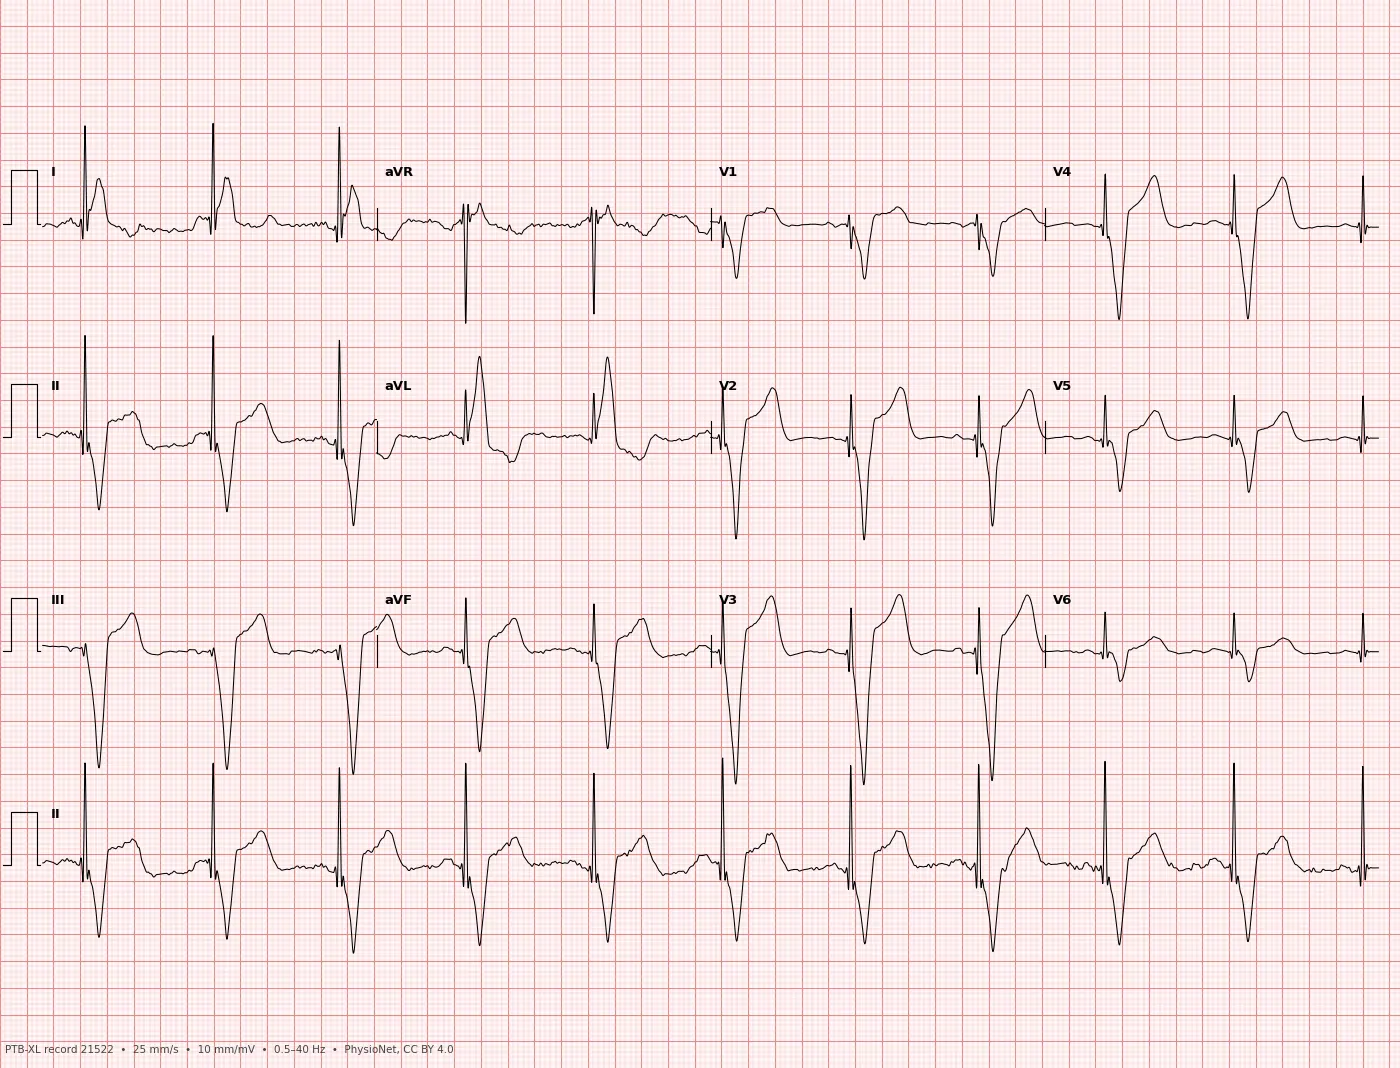 I aVR V1 V4
II aVL V2 V5
III aVF V3 V6
II
PTB-XL record 21522 • 25 mm/s • 10 mm/mV • 0.5–40 Hz • PhysioNet, CC BY 4.0